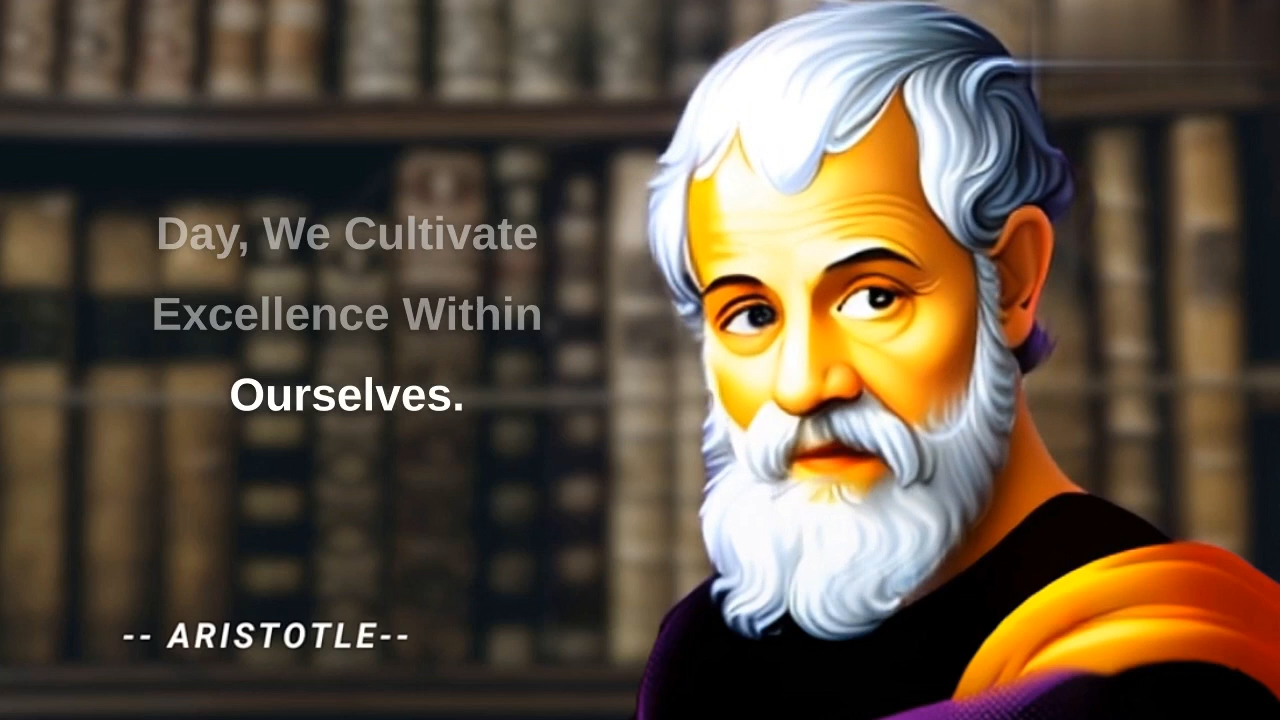 Day, We Cultivate
Excellence Within
Ourselves.
-- ARISTOTLE--